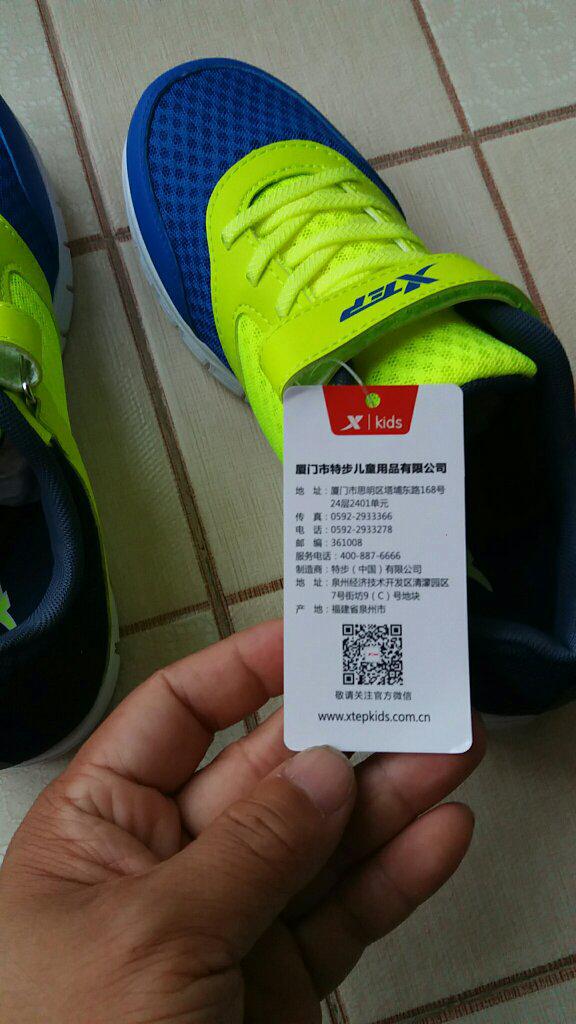 XTEP
X | kids
厦门市特步儿童用品有限公司
地 址：厦门市思明区塔埔东路168号
24层2401单元
传 真：0592-2933366
电 话：0592-2933278
邮 编：361008
服务电话：400-887-6666
制造商：特步（中国）有限公司
地 址：泉州经济技术开发区清濛园区
7号街坊9（C）号地块
产 地：福建省泉州市
敬请关注官方微信
www.xtepkids.com.cn